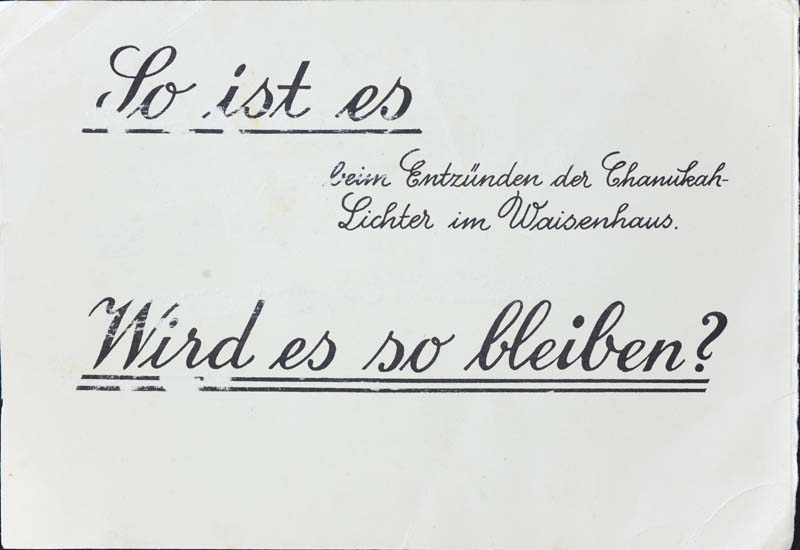 So ist es
beim Entzünden der Chanukah-
Lichter im Waisenhaus.
Wird es so bleiben?